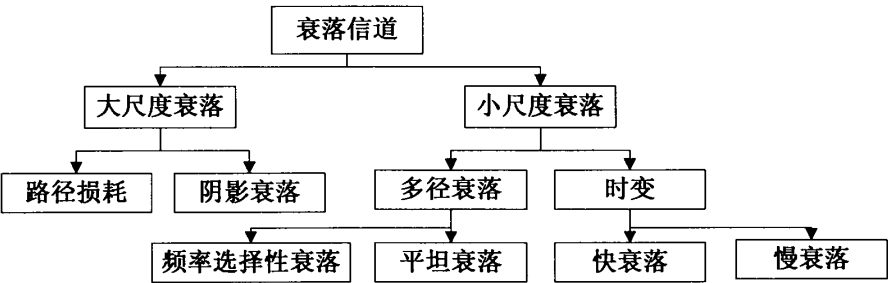 衰落信道
大尺度衰落
小尺度衰落
路径损耗
阴影衰落
多径衰落
时变
频率选择性衰落
平坦衰落
快衰落
慢衰落